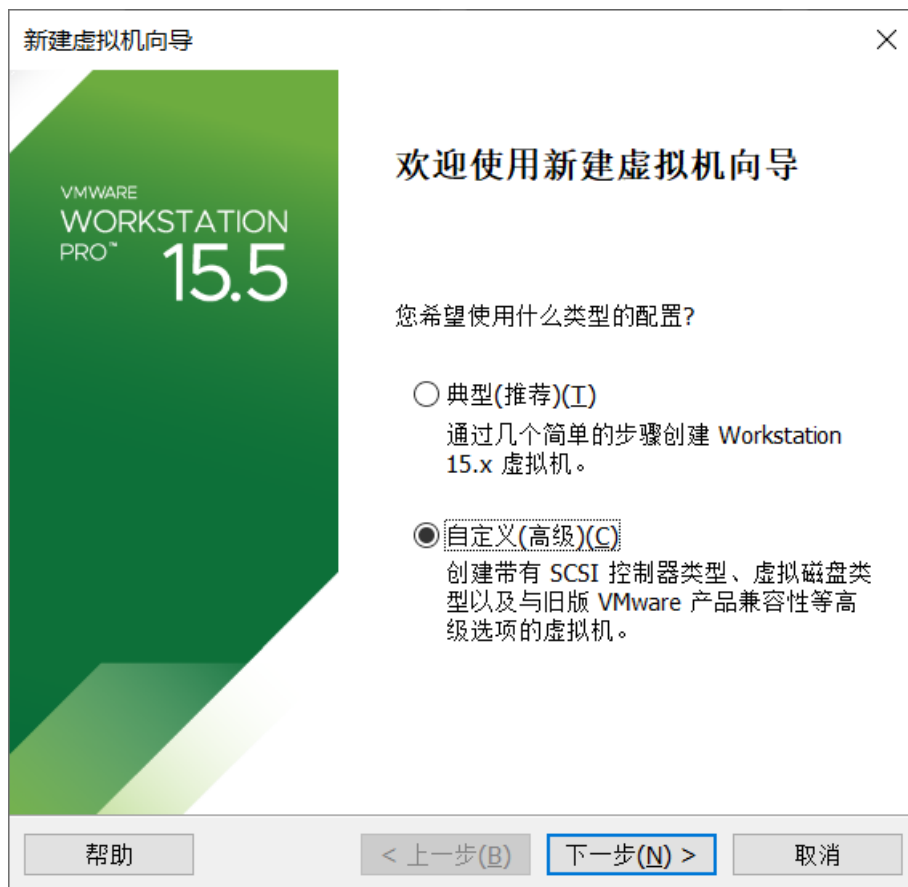 新建虚拟机向导
VMWARE
WORKSTATION
PRO™ 15.5
欢迎使用新建虚拟机向导
您希望使用什么类型的配置?
典型(推荐)(T)
通过几个简单的步骤创建 Workstation
15.x 虚拟机。
自定义(高级)(C)
创建带有 SCSI 控制器类型、虚拟磁盘类
型以及与旧版 VMware 产品兼容性等高
级选项的虚拟机。
帮助
< 上一步(B)
下一步(N) >
取消